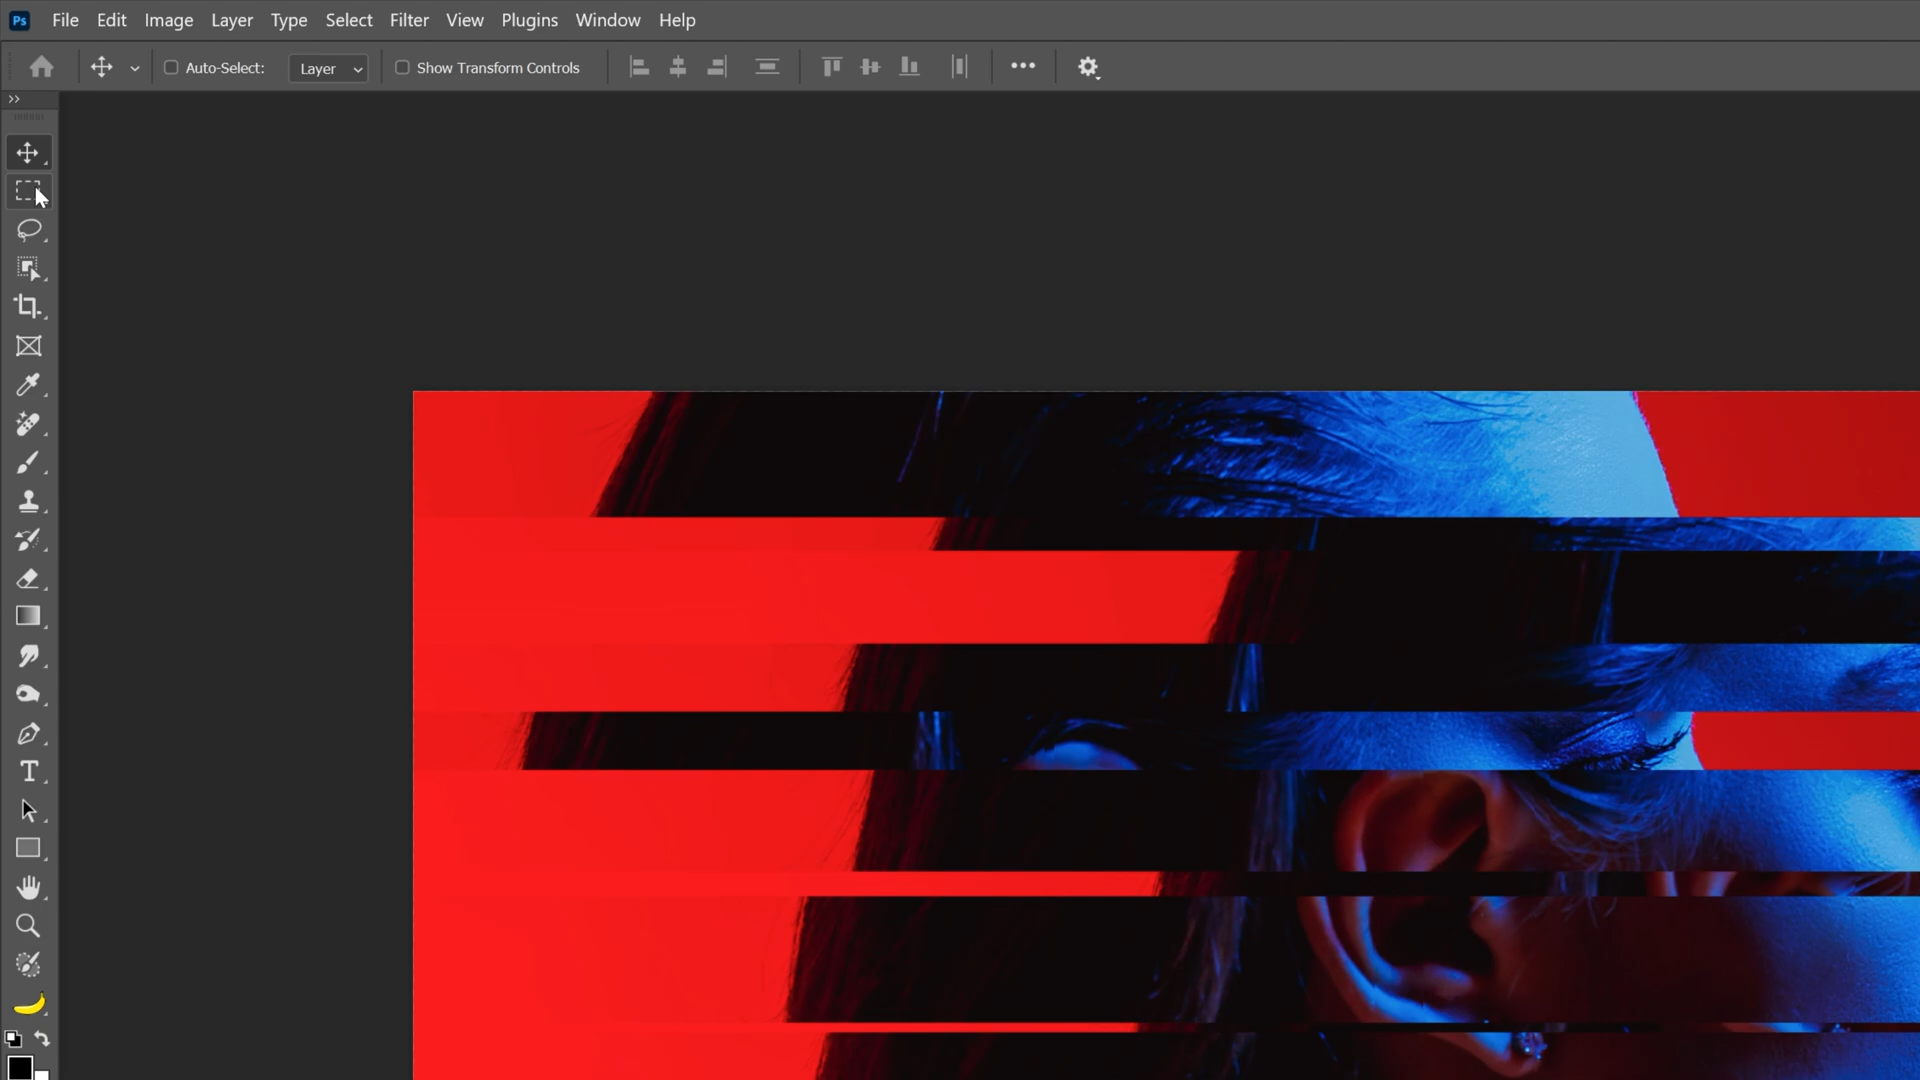 Ps File Edit Image Layer Type Select Filter View Plugins Window Help
Auto-Select: Layer Show Transform Controls
T